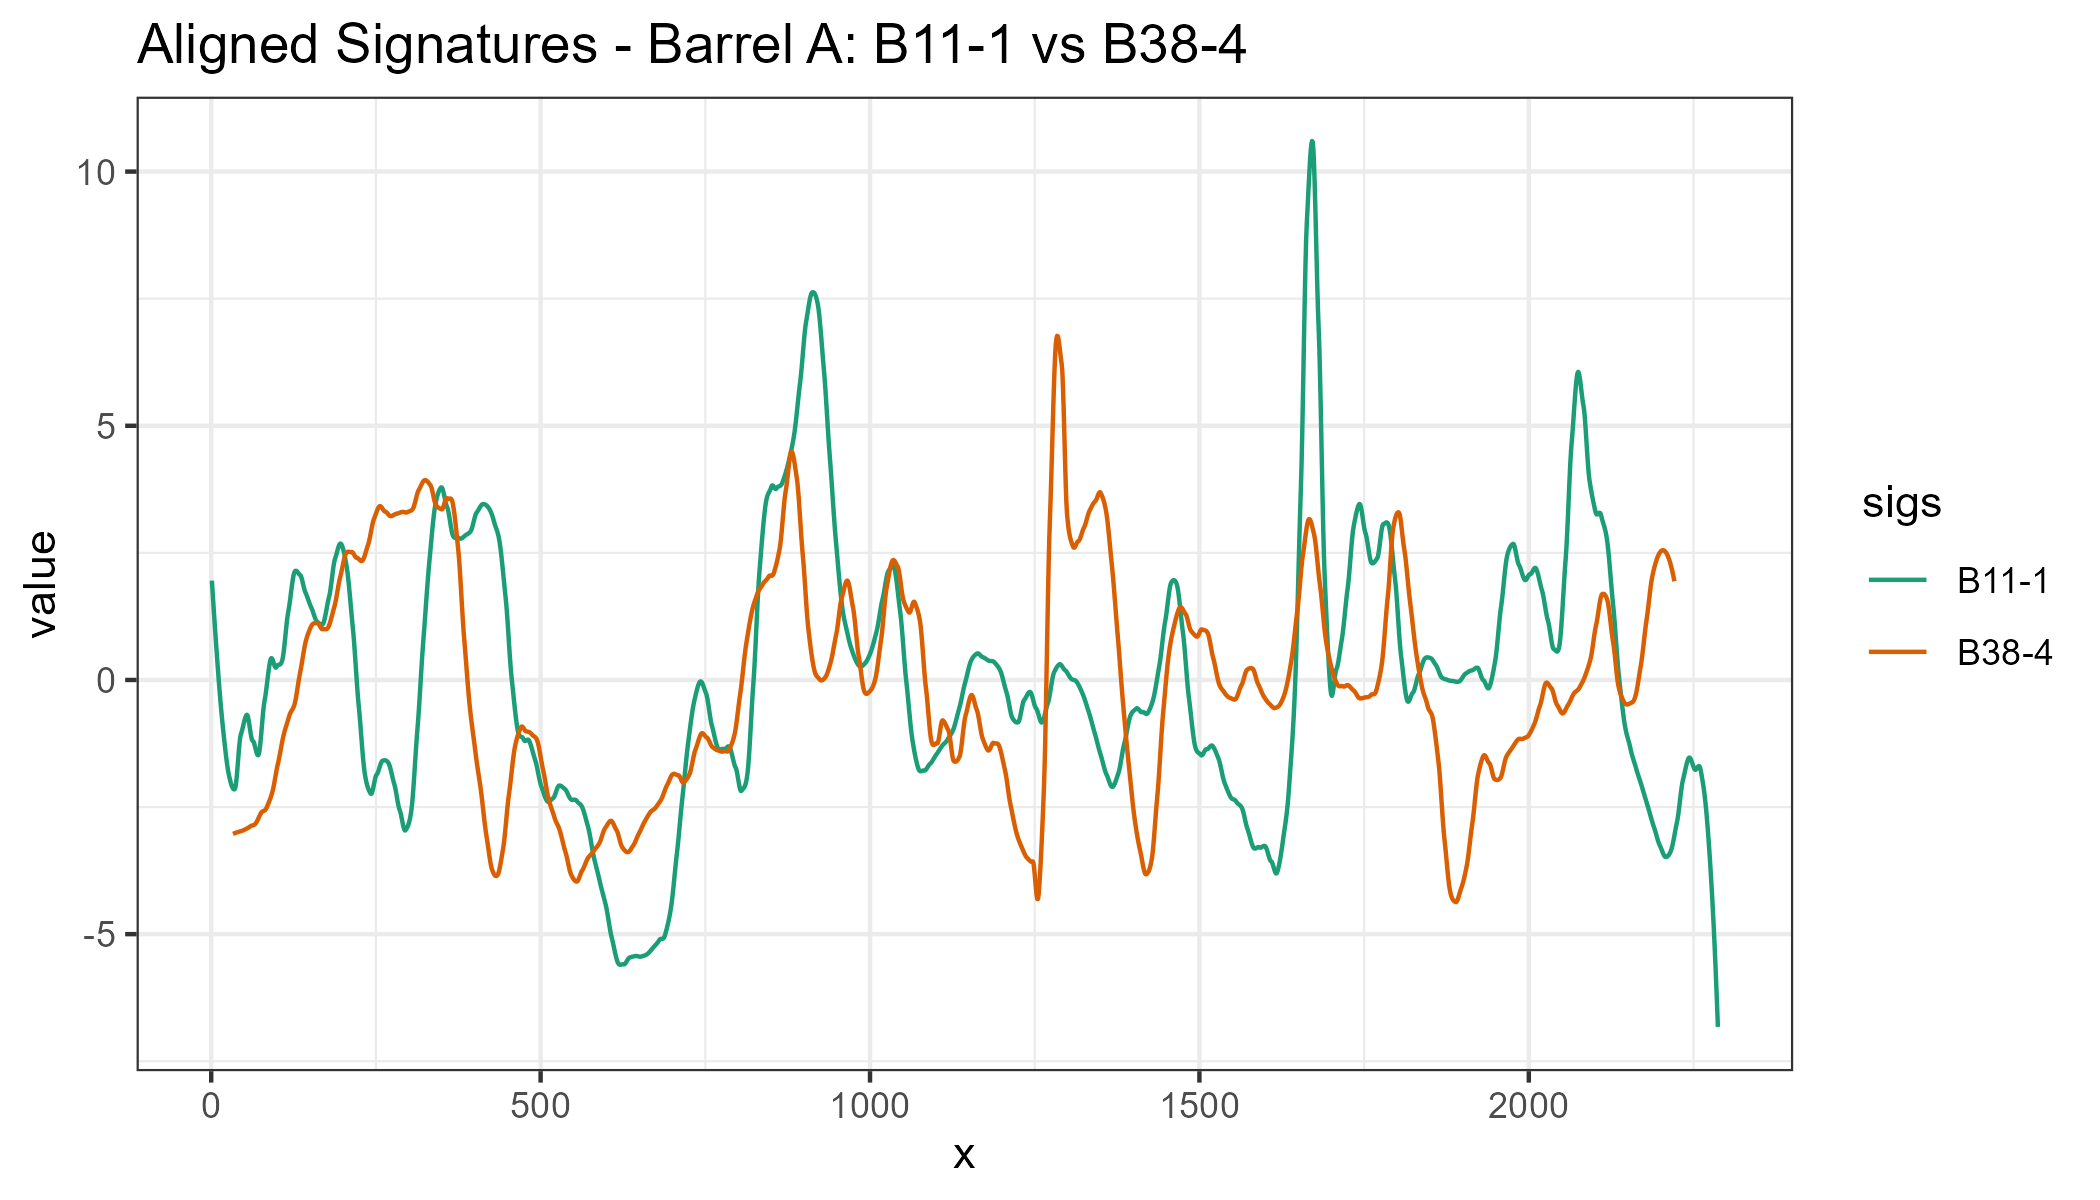 Aligned Signatures - Barrel A: B11-1 vs B38-4
value
10
5
0
-5
0 500 1000 1500 2000
x
sigs
B11-1
B38-4